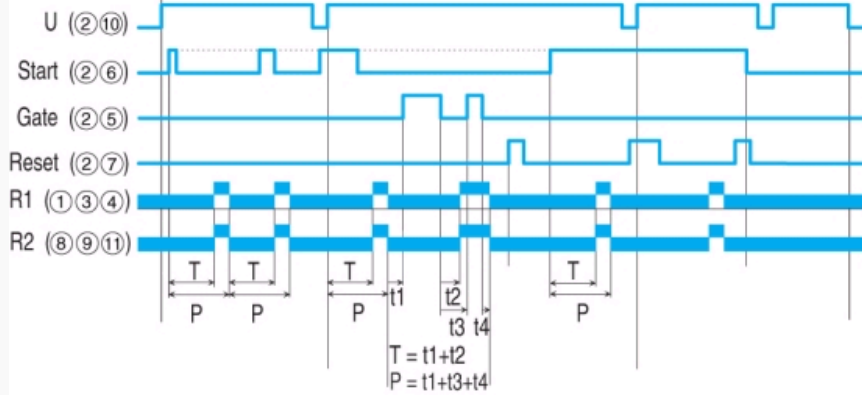 U (②⑩)
Start (②⑥)
Gate (②⑤)
Reset (②⑦)
R1 (①③④)
R2 (⑧⑨⑪)
T T T t1 t2 T
P P P t3 t4 P
T = t1+t2
P = t1+t3+t4